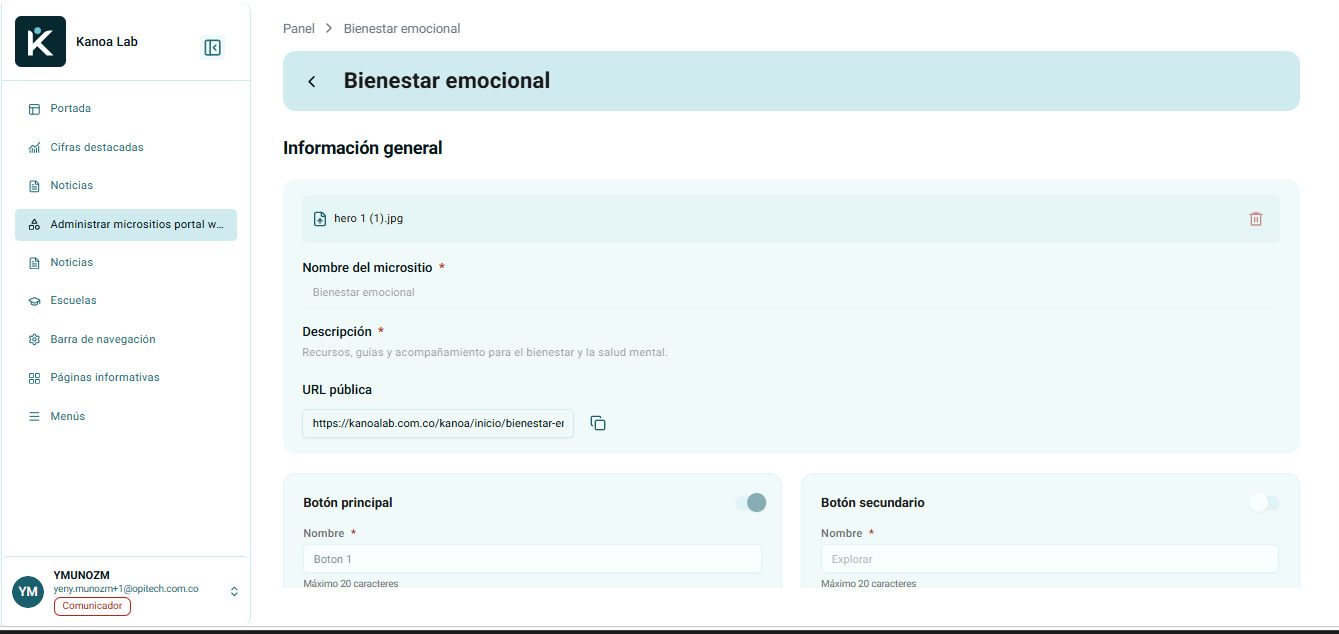 Kanoa Lab
Portada
Cifras destacadas
Noticias
Administrar micrositios portal w...
Noticias
Escuelas
Barra de navegación
Páginas informativas
Menús
YM
YMUNOZM
yeny.munozm+1@opitech.com.co
Comunicador
Panel > Bienestar emocional
Bienestar emocional
Información general
hero 1 (1).jpg
Nombre del micrositio *
Bienestar emocional
Descripción *
Recursos, guías y acompañamiento para el bienestar y la salud mental.
URL pública
https://kanoalab.com.co/kanoa/inicio/bienestar-er
Botón principal
Nombre *
Boton 1
Máximo 20 caracteres
Botón secundario
Nombre *
Explorar
Máximo 20 caracteres